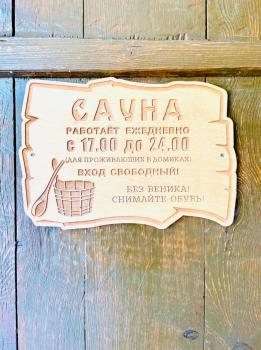 САУНА
РАБОТАЕТ ЕЖЕДНЕВНО
С 17.00 ДО 24.00
(ДЛЯ ПРОЖИВАЮЩИХ В ДОМИКАХ)
ВХОД СВОБОДНЫЙ!
БЕЗ ВЕНИКА!
СНИМАЙТЕ ОБУВЬ!